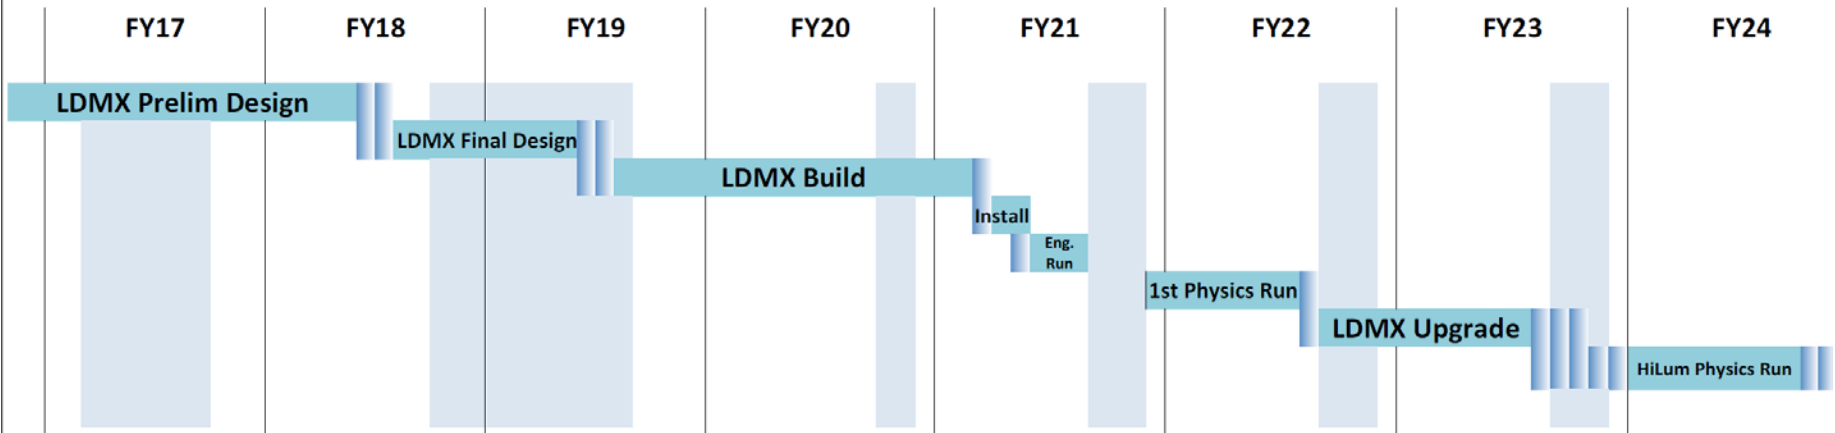 FY17 FY18 FY19 FY20 FY21 FY22 FY23 FY24
LDMX Prelim Design
LDMX Final Design
LDMX Build
Install
Eng.
Run
1st Physics Run
LDMX Upgrade
HiLum Physics Run